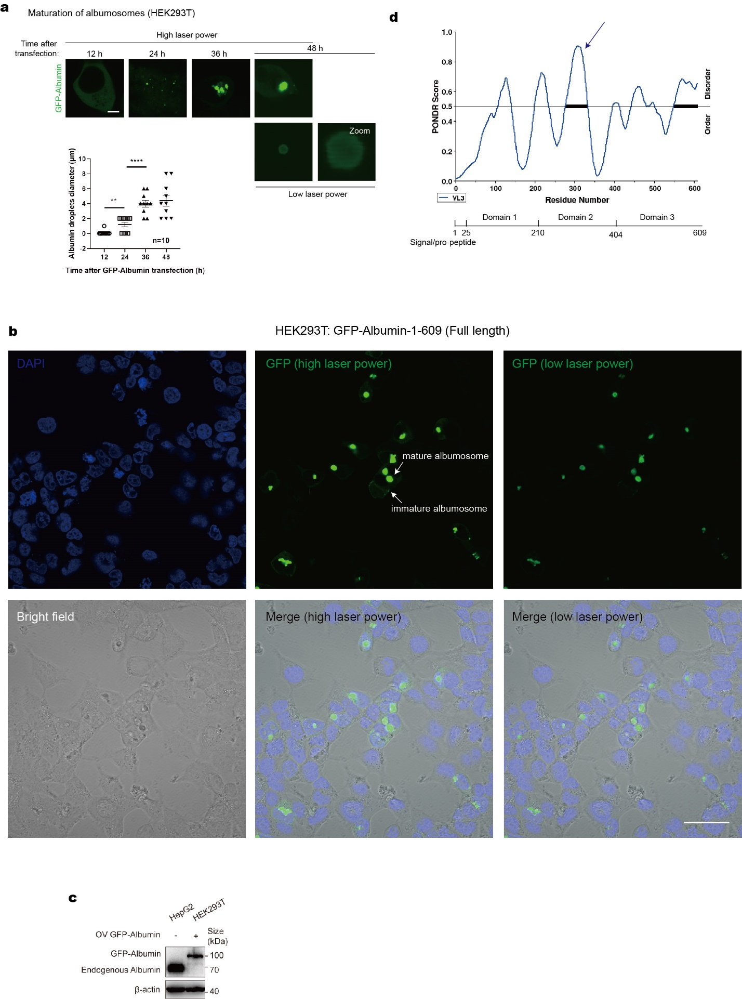 a
Maturation of albumosomes (HEK293T)
High laser power
Time after
transfection:
12 h
24 h
36 h
48 h
GFP-Albumin
Zoom
Low laser power
Albumin droplets diameter (µm)
10
8
6
4
2
0
-2
**
****
n=10
12
24
36
48
Time after GFP-Albumin transfection (h)
d
PONDR Score
1.0
0.8
0.6
0.5
0.4
0.2
0.0
Disorder
Order
0
100
200
300
400
500
600
VL3
Residue Number
Domain 1
Domain 2
Domain 3
1
25
210
404
609
Signal/pro-peptide
b
HEK293T: GFP-Albumin-1-609 (Full length)
DAPI
GFP (high laser power)
GFP (low laser power)
mature albumosome
immature albumosome
Bright field
Merge (high laser power)
Merge (low laser power)
c
HepG2
HEK293T
OV GFP-Albumin
-
+
Size
(kDa)
GFP-Albumin
100
Endogenous Albumin
70
β-actin
40